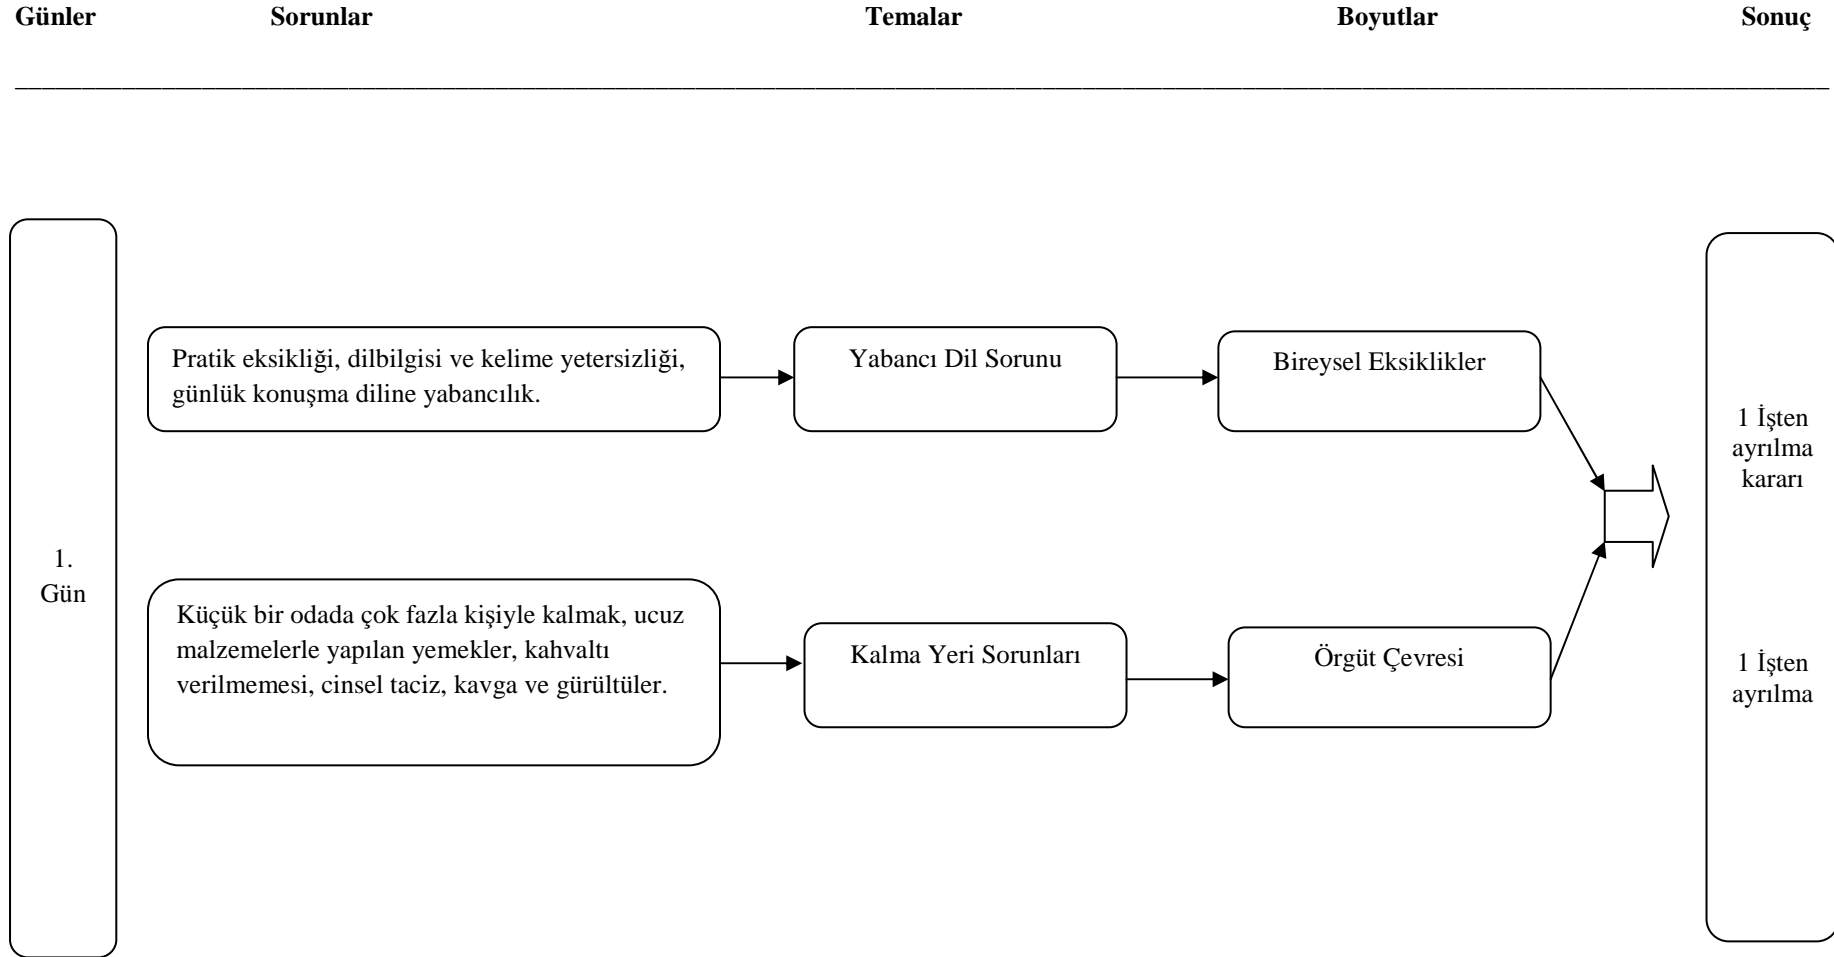 Günler Sorunlar Temalar Boyutlar Sonuç
Pratik eksikliği, dilbilgisi ve kelime yetersizliği,
günlük konuşma diline yabancılık.
Yabancı Dil Sorunu
Bireysel Eksiklikler
1 İşten
ayrılma
kararı
1.
Gün
Küçük bir odada çok fazla kişiyle kalmak, ucuz
malzemelerle yapılan yemekler, kahvaltı
verilmemesi, cinsel taciz, kavga ve gürültüler.
Kalma Yeri Sorunları
Örgüt Çevresi
1 İşten
ayrılma